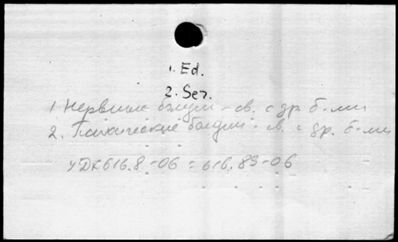 1. Ed.
2. Ser.
1 Нервные болезни - св. с др. б-ми
2. Психические болезни - св. с др. б-ми
УДК 616.8-06 = 616.89-06